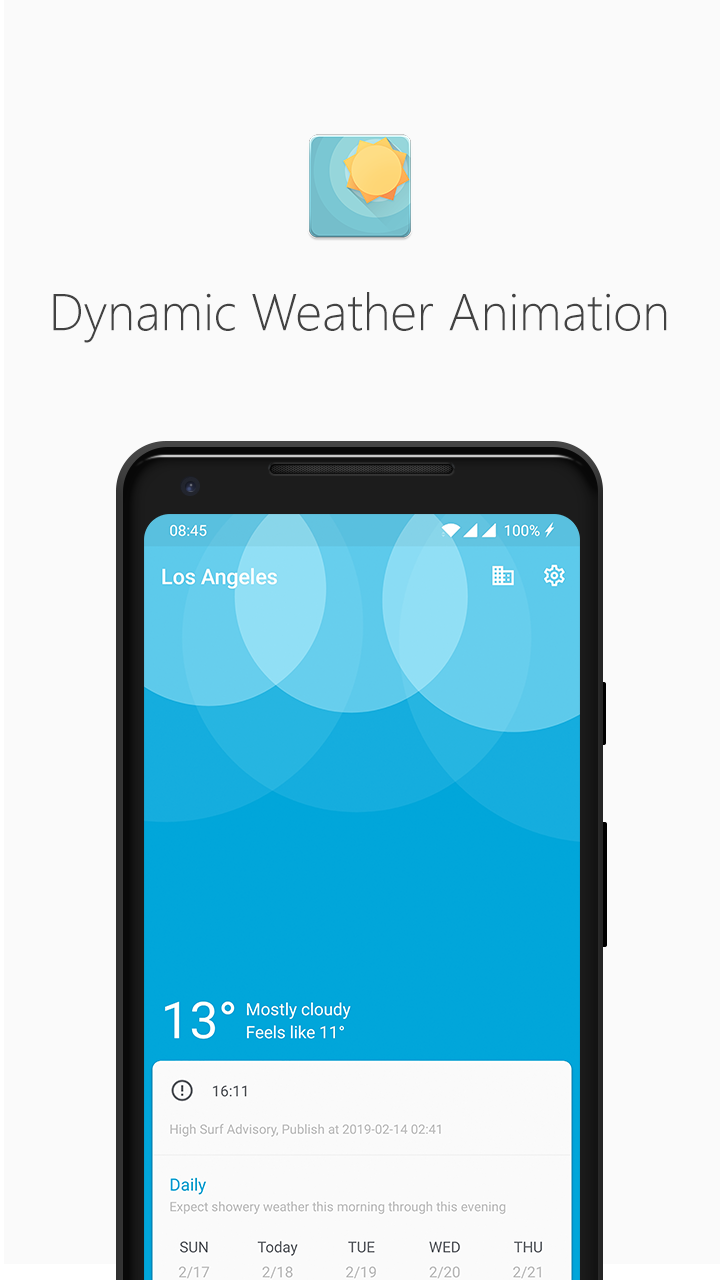 Dynamic Weather Animation
08:45 100%
Los Angeles
13° Mostly cloudy
Feels like 11°
16:11
High Surf Advisory, Publish at 2019-02-14 02:41
Daily
Expect showery weather this morning through this evening
SUN Today TUE WED THU
2/17 2/18 2/19 2/20 2/21